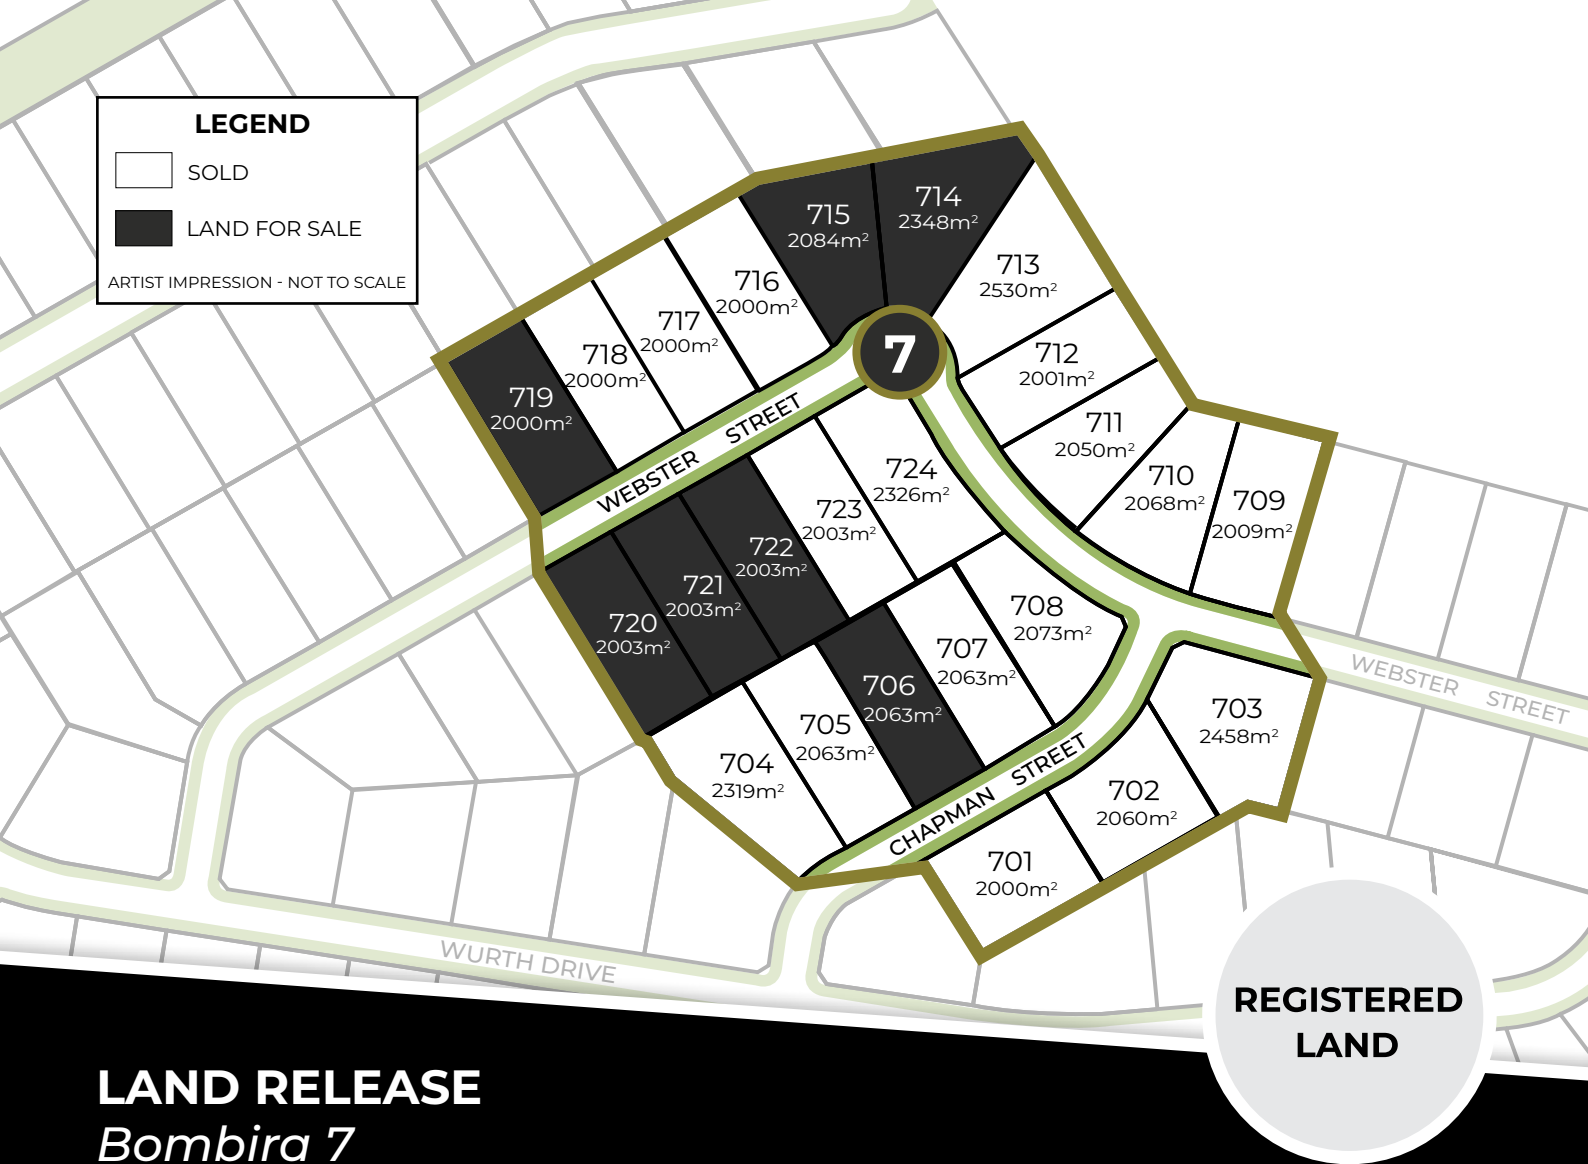 LEGEND
SOLD
LAND FOR SALE
ARTIST IMPRESSION - NOT TO SCALE
714
2348m²
715
2084m²
713
2530m²
716
2000m²
717
2000m²
718
2000m²
719
2000m²
7
712
2001m²
711
2050m²
710
2068m²
709
2009m²
WEBSTER STREET
724
2326m²
723
2003m²
722
2003m²
721
2003m²
720
2003m²
708
2073m²
707
2063m²
706
2063m²
705
2063m²
704
2319m²
WEBSTER STREET
703
2458m²
702
2060m²
701
2000m²
CHAPMAN STREET
WURTH DRIVE
REGISTERED
LAND
LAND RELEASE
Bombira 7